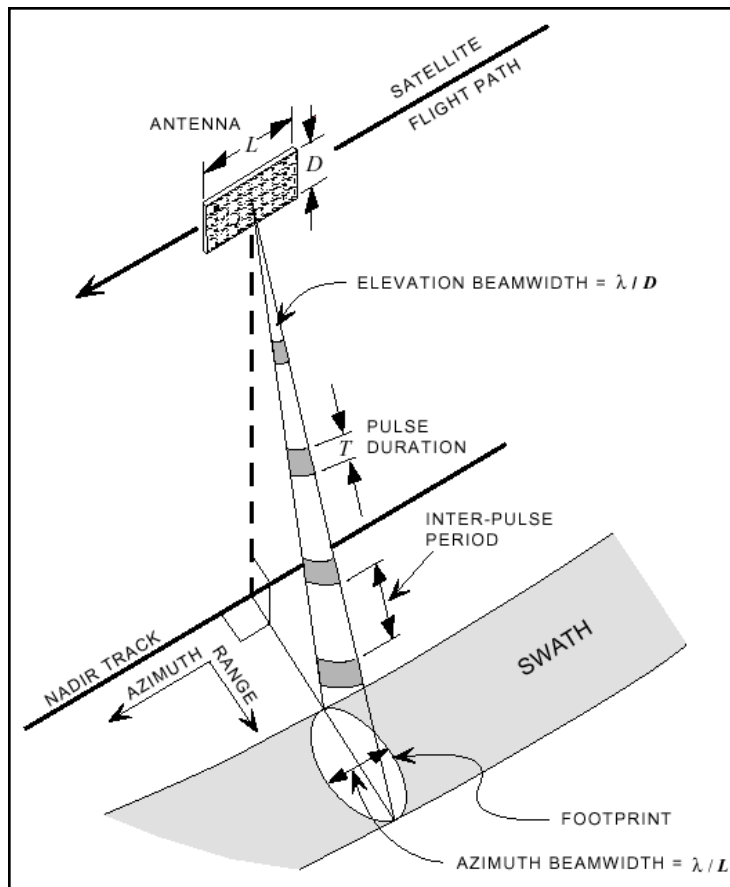 SATELLITE
FLIGHT PATH
ANTENNA
L
D
ELEVATION BEAMWIDTH = λ / D
PULSE
DURATION
T
INTER-PULSE
PERIOD
NADIR TRACK
AZIMUTH
RANGE
SWATH
FOOTPRINT
AZIMUTH BEAMWIDTH = λ / L